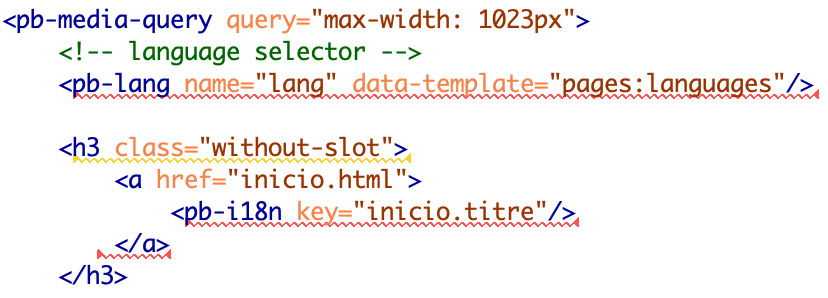 <pb-media-query query="max-width: 1023px">
<!-- language selector -->
<pb-lang name="lang" data-template="pages:languages"/>
<h3 class="without-slot">
<a href="inicio.html">
<pb-i18n key="inicio.titre"/>
</a>
</h3>